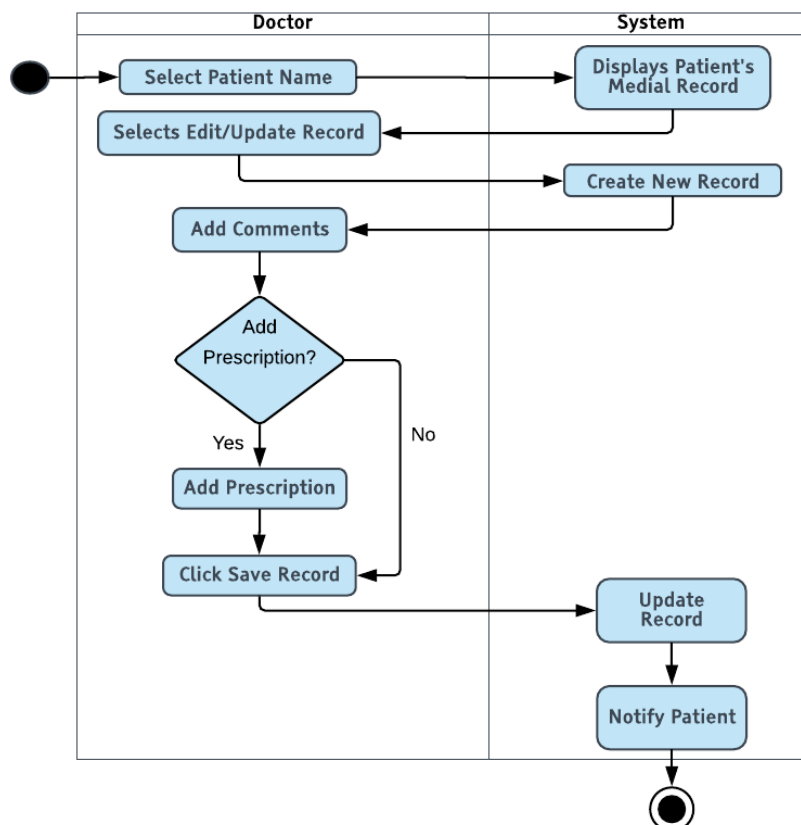 Doctor
System
Select Patient Name
Displays Patient's
Medial Record
Selects Edit/Update Record
Create New Record
Add Comments
Add
Prescription?
Yes
No
Add Prescription
Click Save Record
Update
Record
Notify Patient